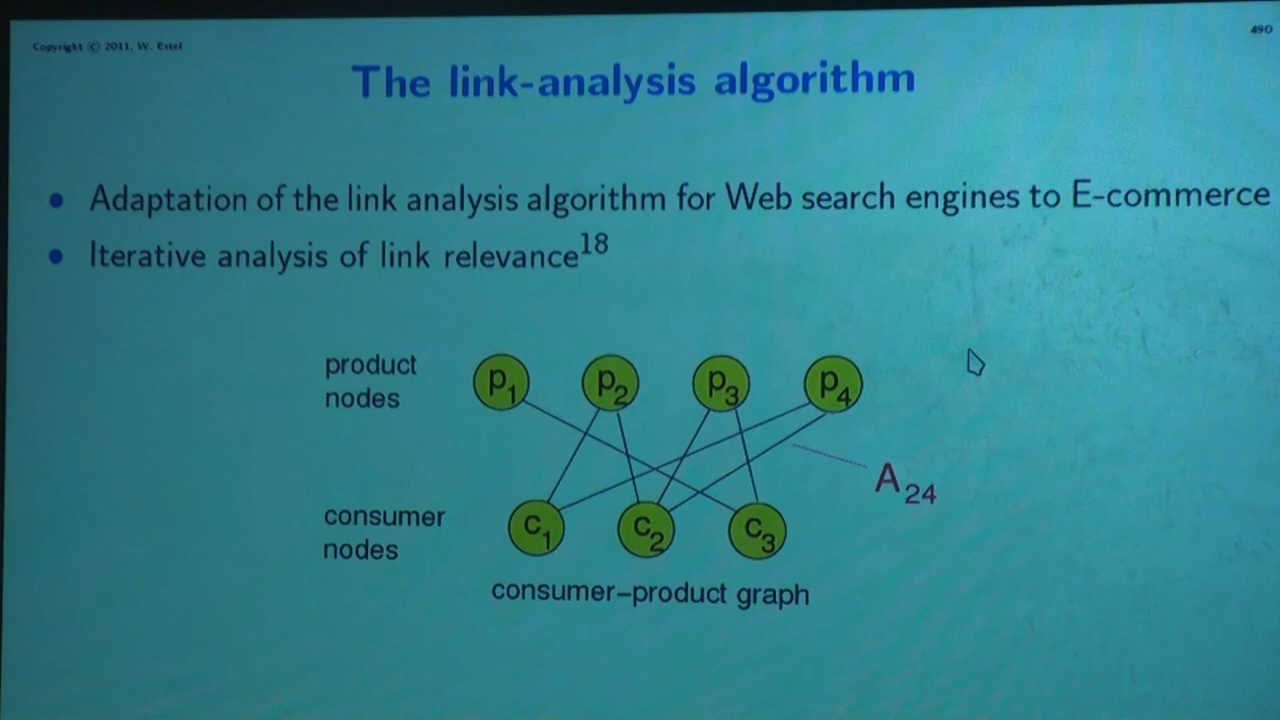 Copyright © 2011, W. Ertel
490
The link-analysis algorithm
• Adaptation of the link analysis algorithm for Web search engines to E-commerce
• Iterative analysis of link relevance18
product
nodes
p1 p2 p3 p4
A24
consumer
nodes
c1 c2 c3
consumer–product graph